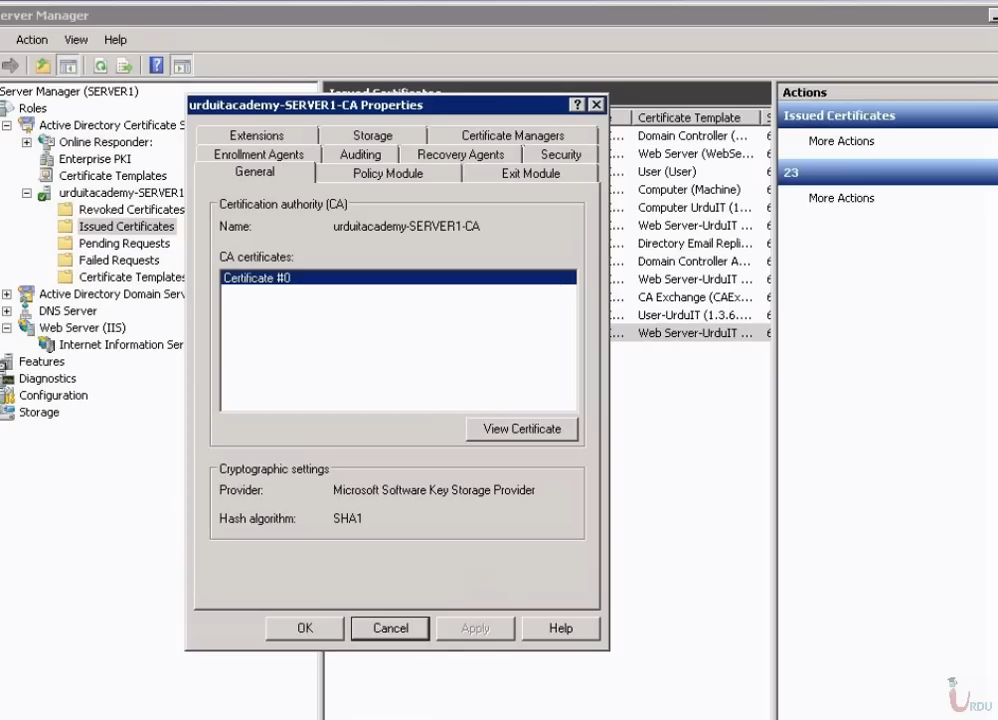 erver Manager
Action View Help
Server Manager (SERVER1)
Roles
Active Directory Certificate S
Online Responder:
Enterprise PKI
Certificate Templates
urduitacademy-SERVER1
Revoked Certificates
Issued Certificates
Pending Requests
Failed Requests
Certificate Templates
Active Directory Domain Serv
DNS Server
Web Server (IIS)
Internet Information Ser
Features
Diagnostics
Configuration
Storage
Issued Certificates
urduitacademy-SERVER1-CA Properties
Extensions Storage Certificate Managers
Enrollment Agents Auditing Recovery Agents Security
General Policy Module Exit Module
Certification authority (CA)
Name: urduitacademy-SERVER1-CA
CA certificates:
Certificate #0
View Certificate
Cryptographic settings
Provider: Microsoft Software Key Storage Provider
Hash algorithm: SHA1
OK Cancel Apply Help
Certificate Template
Domain Controller (...
Web Server (WebSe...
User (User)
Computer (Machine)
Computer UrduIT (1...
Web Server-UrduIT ...
Directory Email Repli...
Domain Controller A...
Web Server-UrduIT ...
CA Exchange (CAEx...
User-UrduIT (1.3.6....
Web Server-UrduIT ...
Actions
Issued Certificates
More Actions
23
More Actions
URDU